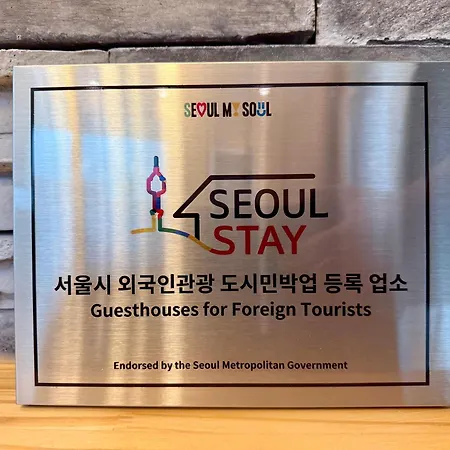 SEOUL MY SOUL
SEOUL
STAY
서울시 외국인관광 도시민박업 등록 업소
Guesthouses for Foreign Tourists
Endorsed by the Seoul Metropolitan Government